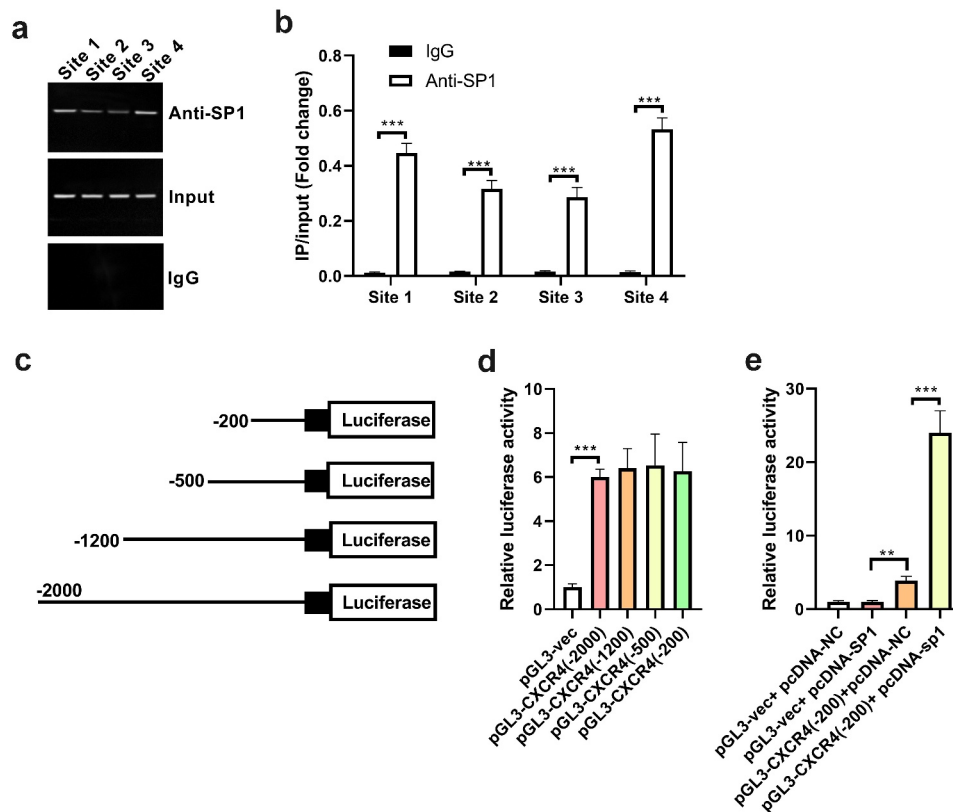 a
Site 1
Site 2
Site 3
Site 4
Anti-SP1
Input
IgG
b
IgG
Anti-SP1
IP/input (Fold change)
0.8
0.6
0.4
0.2
0.0
***
***
***
***
Site 1
Site 2
Site 3
Site 4
c
-200
Luciferase
-500
Luciferase
-1200
Luciferase
-2000
Luciferase
d
Relative luciferase activity
10
8
6
4
2
0
***
pGL3-vec
pGL3-CXCR4(-2000)
pGL3-CXCR4(-1200)
pGL3-CXCR4(-500)
pGL3-CXCR4(-200)
e
Relative luciferase activity
30
20
10
0
**
***
pGL3-vec+ pcDNA-NC
pGL3-vec+ pcDNA-SP1
pGL3-CXCR4(-200)+pcDNA-NC
pGL3-CXCR4(-200)+ pcDNA-sp1